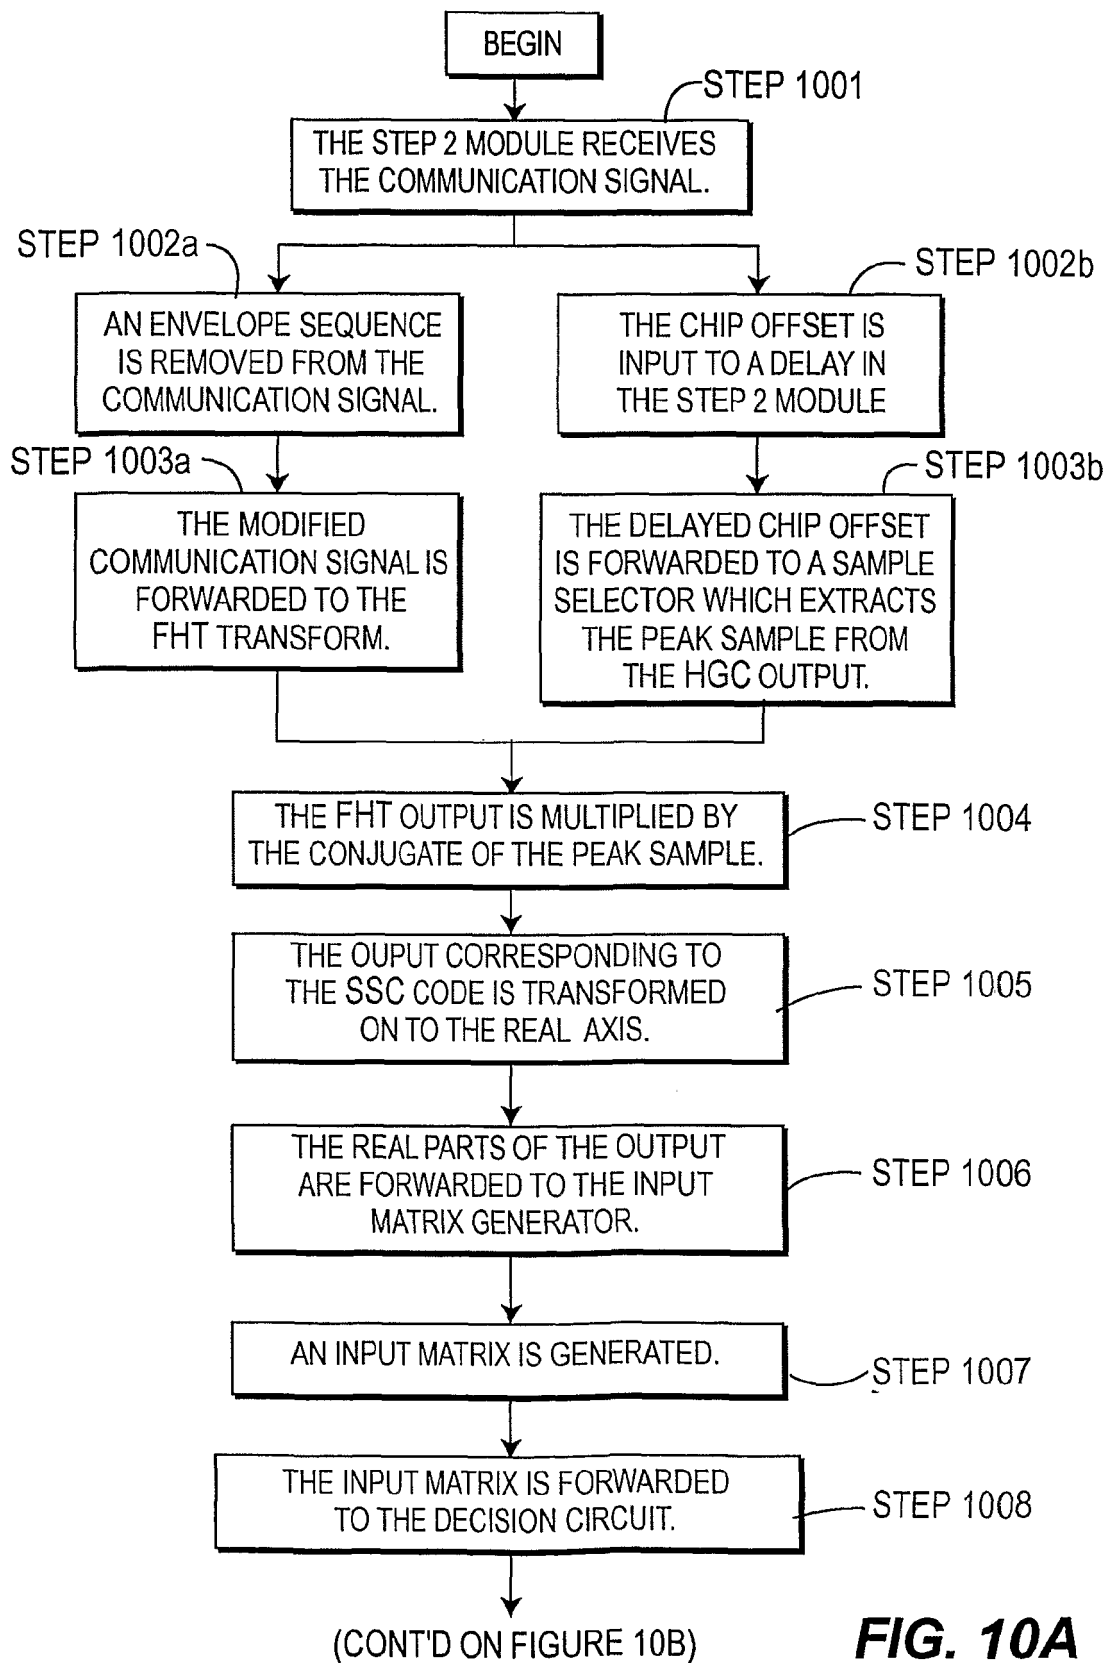 BEGIN
STEP 1001
THE STEP 2 MODULE RECEIVES
THE COMMUNICATION SIGNAL.
STEP 1002a
AN ENVELOPE SEQUENCE
IS REMOVED FROM THE
COMMUNICATION SIGNAL.
STEP 1002b
THE CHIP OFFSET IS
INPUT TO A DELAY IN
THE STEP 2 MODULE
STEP 1003a
THE MODIFIED
COMMUNICATION SIGNAL IS
FORWARDED TO THE
FHT TRANSFORM.
STEP 1003b
THE DELAYED CHIP OFFSET
IS FORWARDED TO A SAMPLE
SELECTOR WHICH EXTRACTS
THE PEAK SAMPLE FROM
THE HGC OUTPUT.
THE FHT OUTPUT IS MULTIPLIED BY
THE CONJUGATE OF THE PEAK SAMPLE.
STEP 1004
THE OUPUT CORRESPONDING TO
THE SSC CODE IS TRANSFORMED
ON TO THE REAL AXIS.
STEP 1005
THE REAL PARTS OF THE OUTPUT
ARE FORWARDED TO THE INPUT
MATRIX GENERATOR.
STEP 1006
AN INPUT MATRIX IS GENERATED.
STEP 1007
THE INPUT MATRIX IS FORWARDED
TO THE DECISION CIRCUIT.
STEP 1008
(CONT'D ON FIGURE 10B)
FIG. 10A